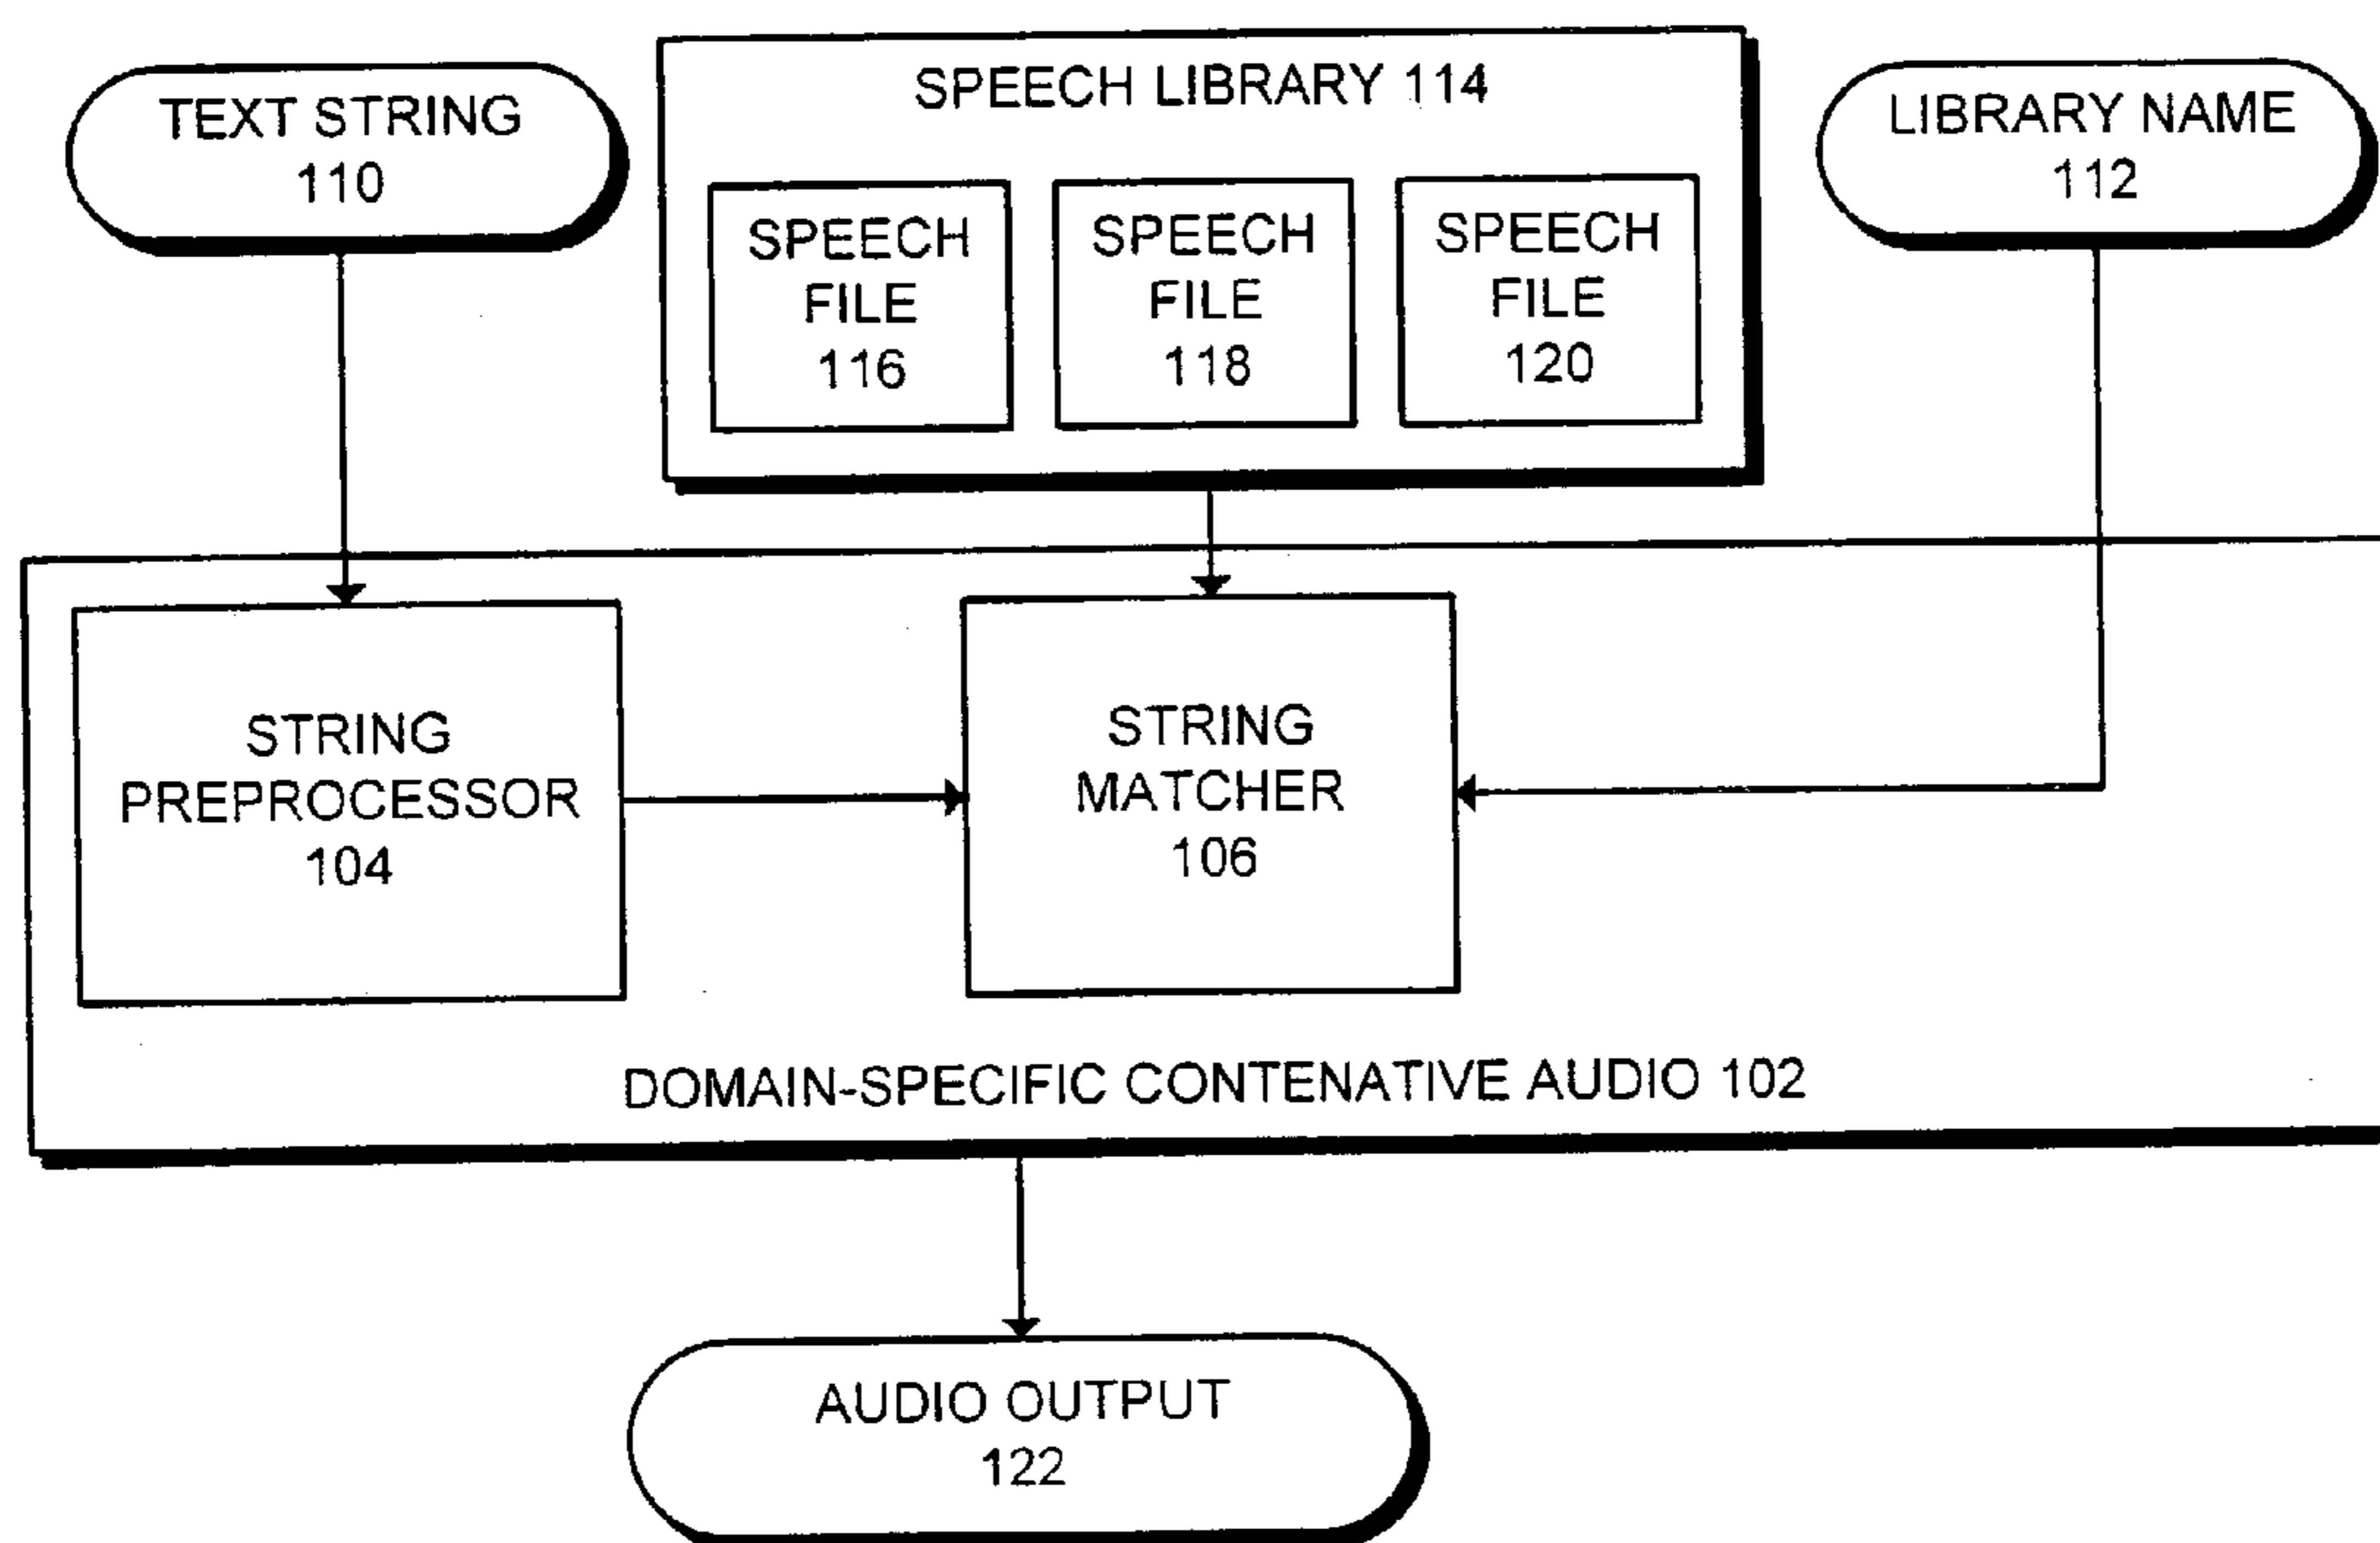 TEXT STRING
110
SPEECH LIBRARY 114
SPEECH
FILE
116
SPEECH
FILE
118
SPEECH
FILE
120
LIBRARY NAME
112
STRING
PREPROCESSOR
104
STRING
MATCHER
106
DOMAIN-SPECIFIC CONTENATIVE AUDIO 102
AUDIO OUTPUT
122